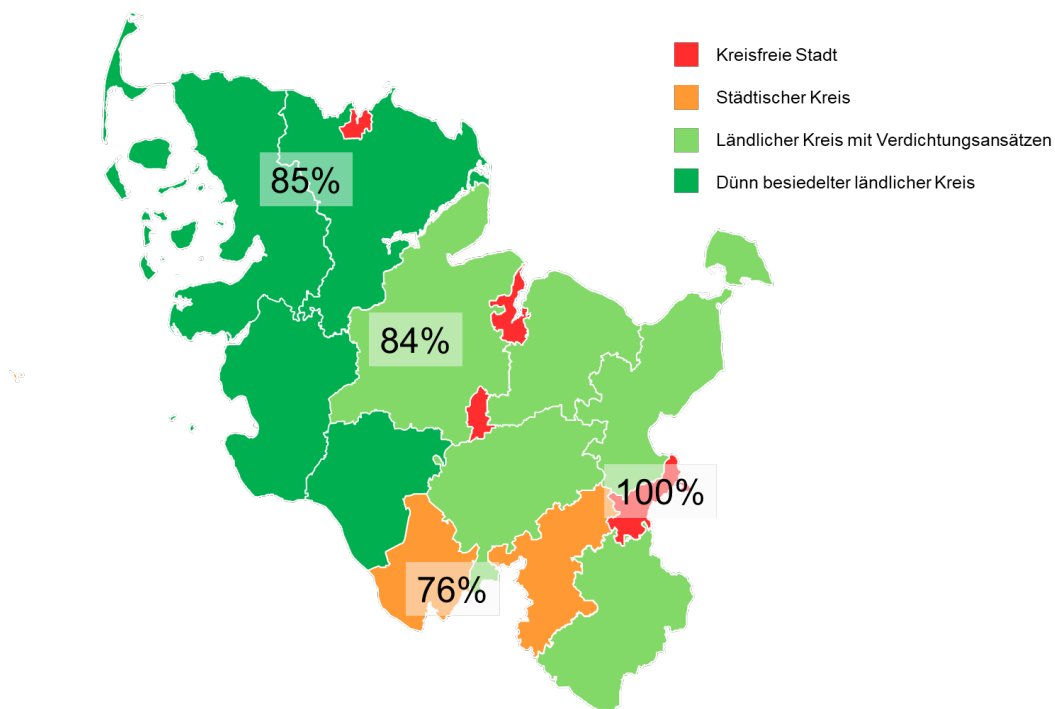 Kreisfreie Stadt
Städtischer Kreis
Ländlicher Kreis mit Verdichtungsansätzen
Dünn besiedelter ländlicher Kreis
85%
84%
100%
76%